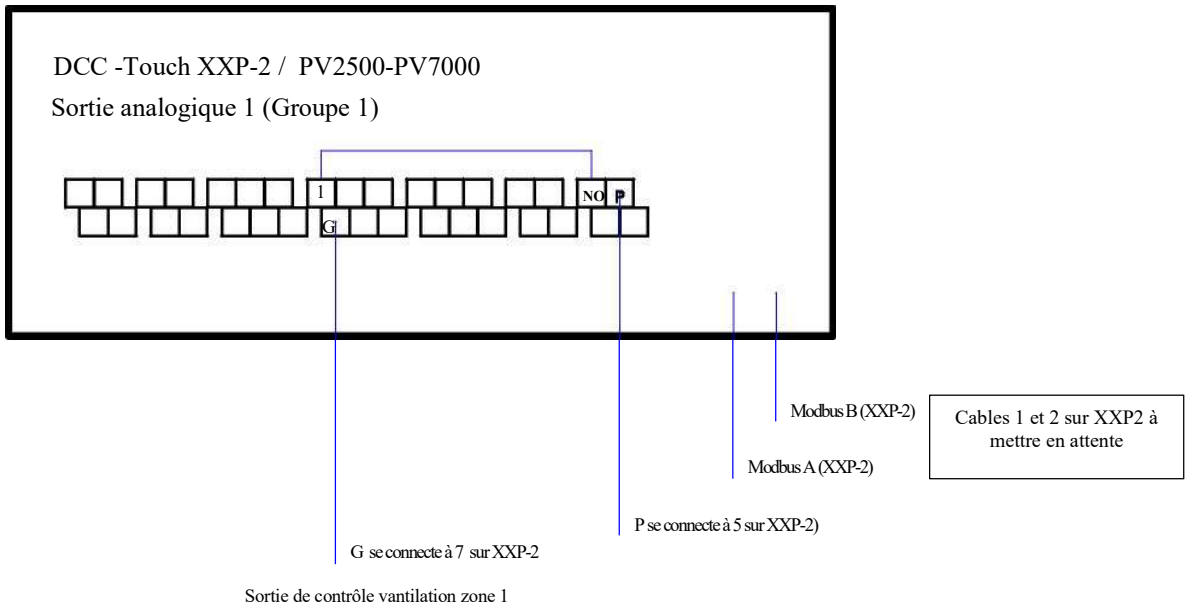 DCC -Touch XXP-2 / PV2500-PV7000
Sortie analogique 1 (Groupe 1)
1 NO P
G
Modbus B (XXP-2)
Cables 1 et 2 sur XXP2 à
mettre en attente
Modbus A (XXP-2)
P se connecte à 5 sur XXP-2)
G se connecte à 7 sur XXP-2
Sortie de contrôle vantilation zone 1